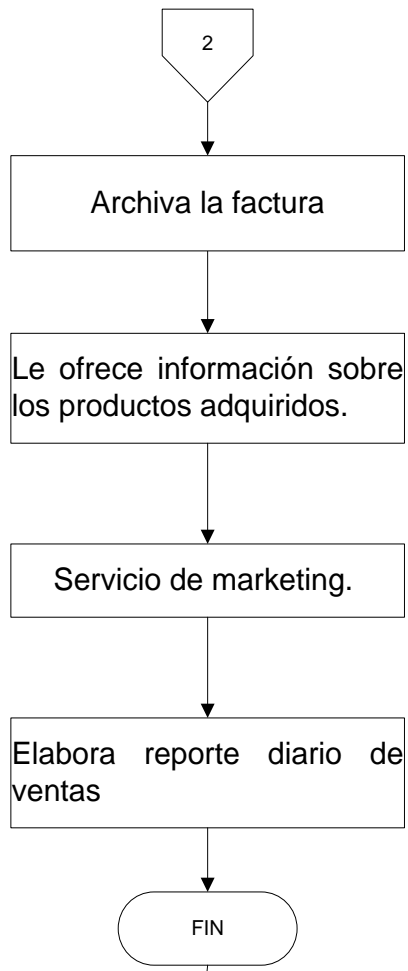 2
Archiva la factura
Le ofrece información sobre
los productos adquiridos.
Servicio de marketing.
Elabora reporte diario de
ventas
FIN